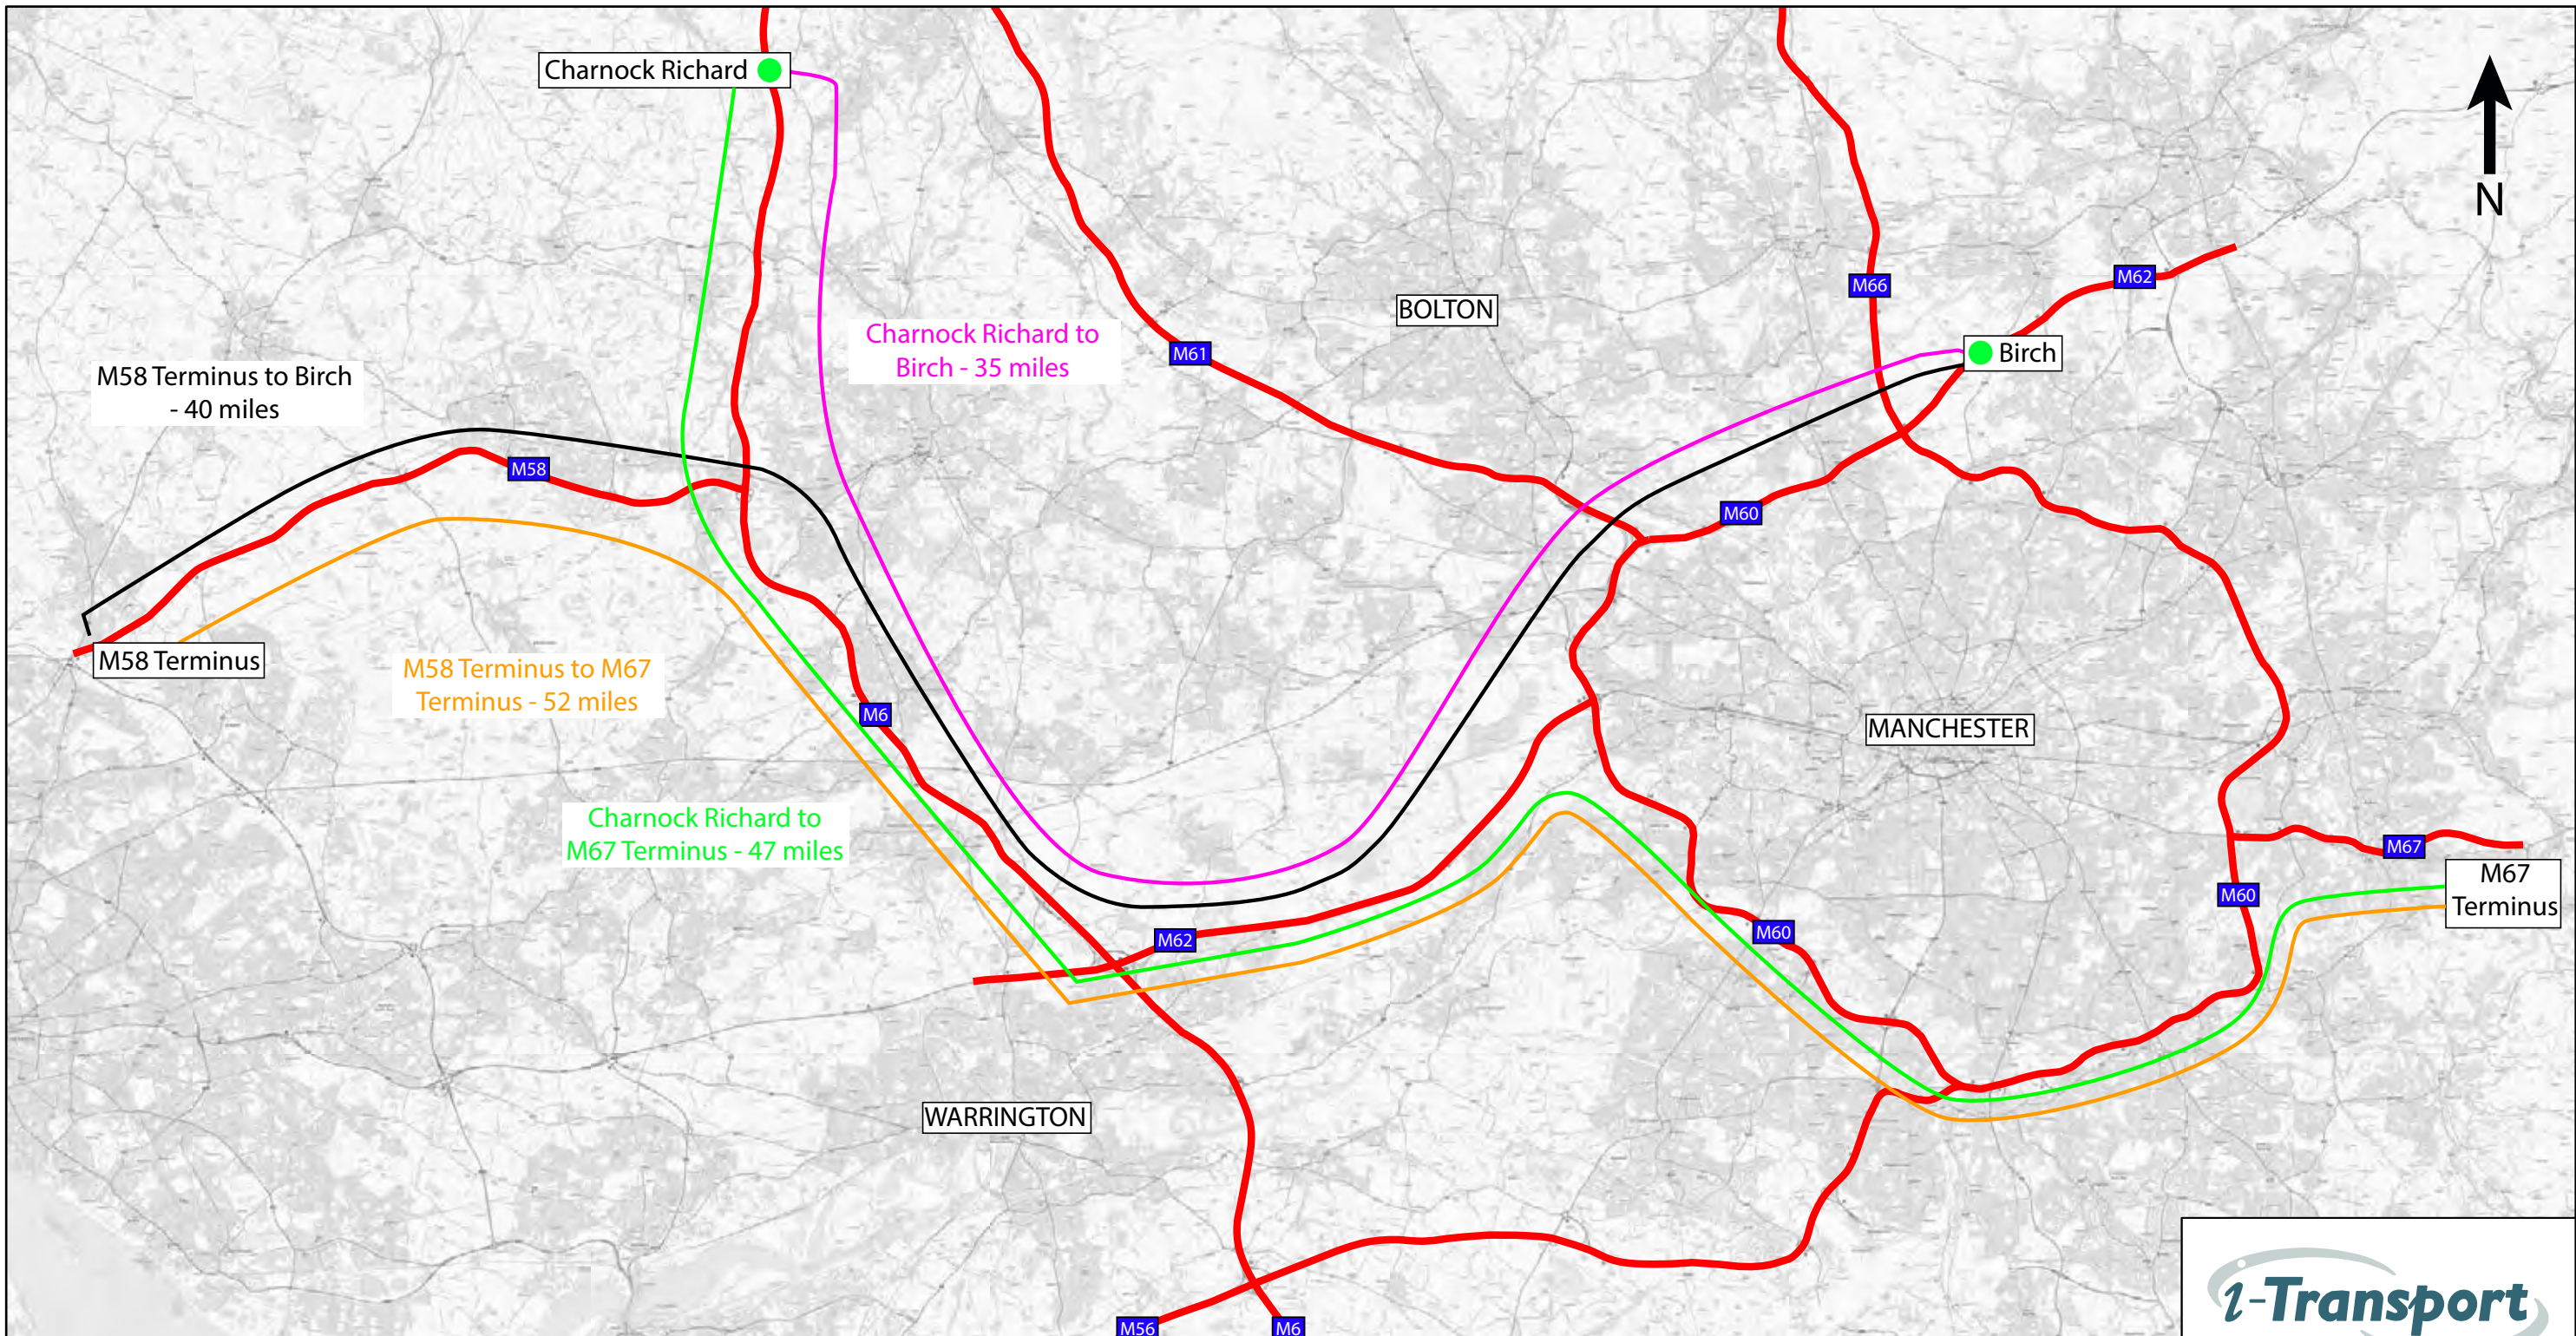 Charnock Richard
N
M66
M62
BOLTON
Charnock Richard to
Birch - 35 miles
M61
Birch
M58 Terminus to Birch
- 40 miles
M58
M60
M58 Terminus
M58 Terminus to M67
Terminus - 52 miles
M6
MANCHESTER
Charnock Richard to
M67 Terminus - 47 miles
M67
M67
Terminus
M60
M60
M62
WARRINGTON
i-Transport
M56
M6